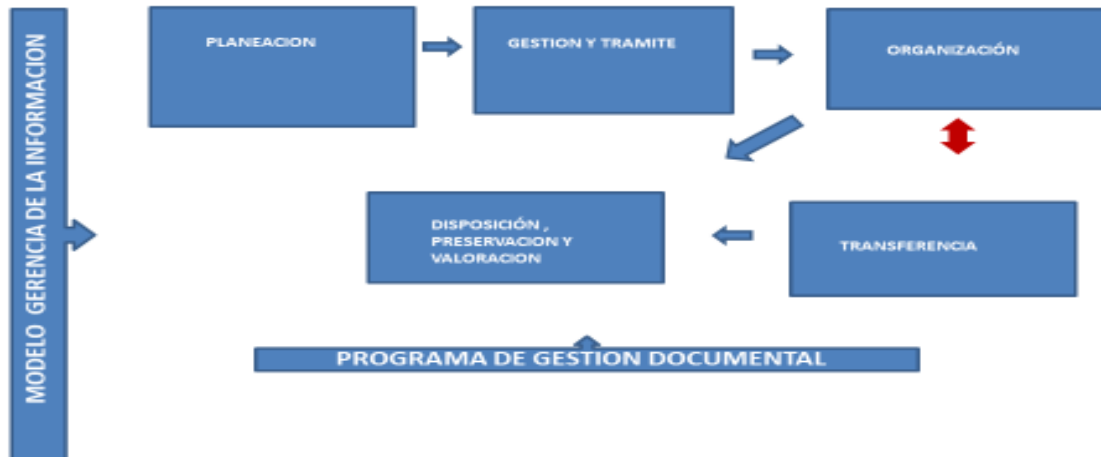 MODELO GERENCIA DE LA INFORMACION
PLANEACION
GESTION Y TRAMITE
ORGANIZACIÓN
DISPOSICIÓN ,
PRESERVACION Y
VALORACION
TRANSFERENCIA
PROGRAMA DE GESTION DOCUMENTAL